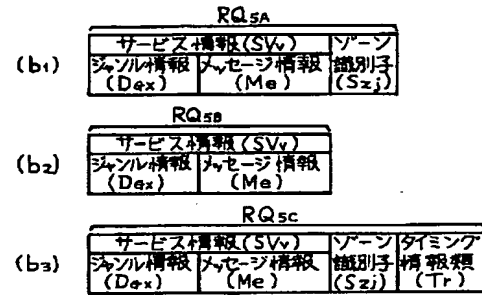 RQ5A
サービス情報(SVv) ゾーン
(b1) ジャンル情報 メッセージ情報 識別子
(Dax) (Me) (Szj)
RQ5B
サービス情報(SVv)
(b2) ジャンル情報 メッセージ情報
(Dax) (Me)
RQ5C
サービス情報(SVv) ゾーン タイミング
(b3) ジャンル情報 メッセージ情報 識別子 情報類
(Dax) (Me) (Szj) (Tr)